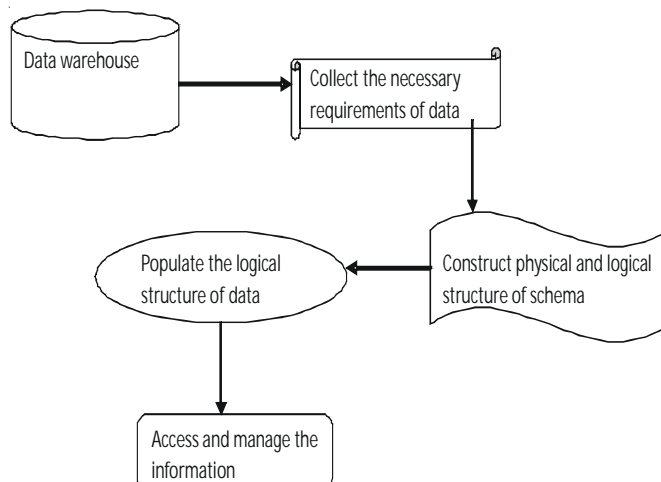 Data warehouse
Collect the necessary
requirements of data
Construct physical and logical
structure of schema
Populate the logical
structure of data
Access and manage the
information